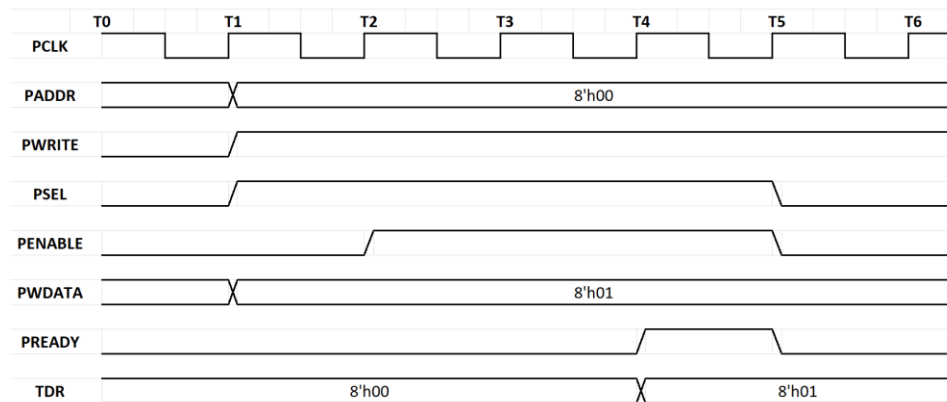 T0 T1 T2 T3 T4 T5 T6
PCLK
PADDR 8'h00
PWRITE
PSEL
PENABLE
PWDATA 8'h01
PREADY
TDR 8'h00 8'h01